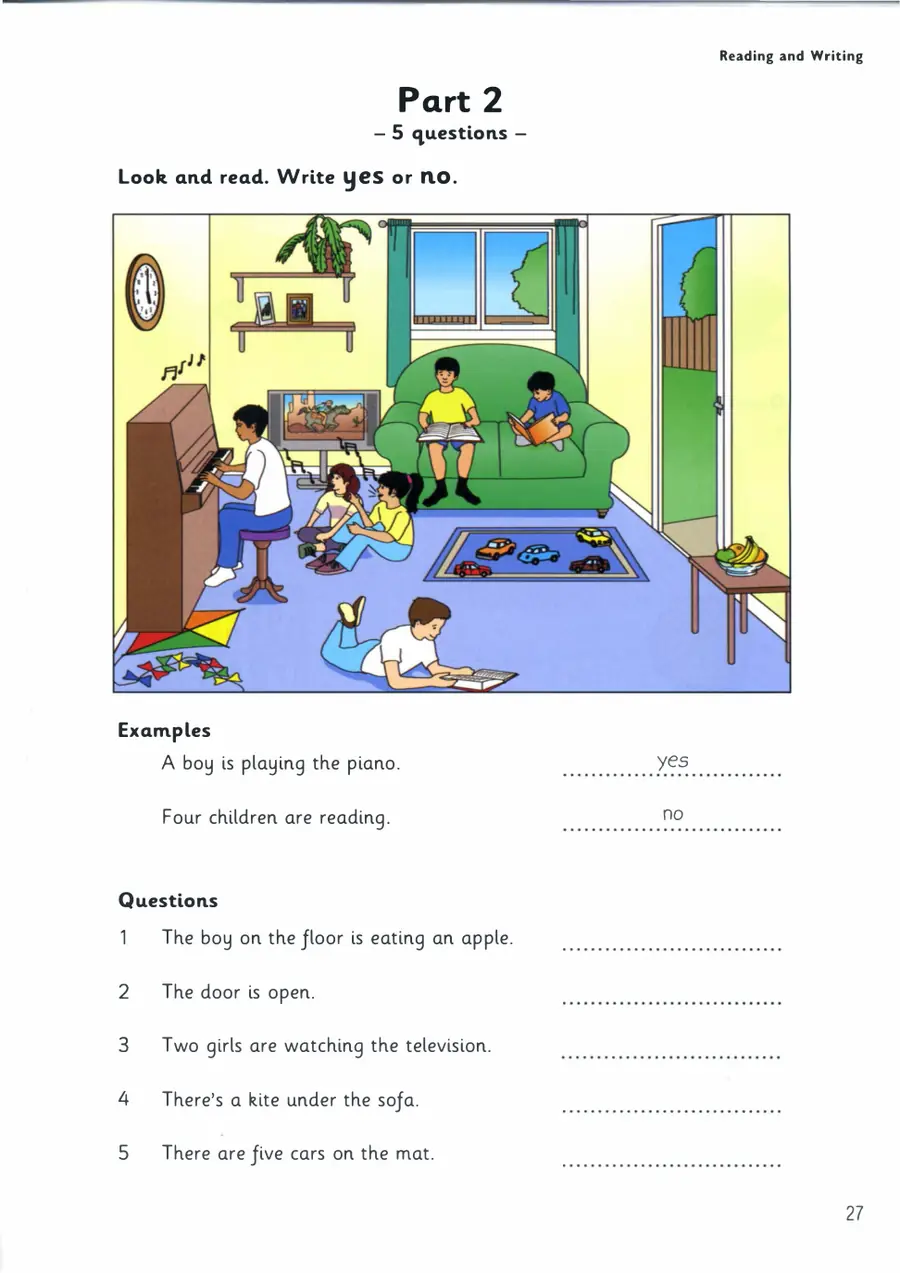 Reading and Writing
Part 2
– 5 questions –
Look and read. Write yes or no.
Examples
A boy is playing the piano. yes
Four children are reading. no
Questions
1 The boy on the floor is eating an apple.
2 The door is open.
3 Two girls are watching the television.
4 There's a kite under the sofa.
5 There are five cars on the mat.
27